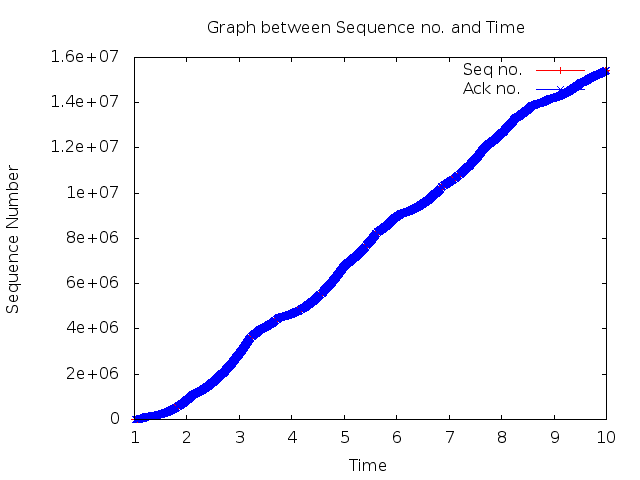 Graph between Sequence no. and Time
1.6e+07
1.4e+07
1.2e+07
1e+07
8e+06
6e+06
4e+06
2e+06
0
Sequence Number
Seq no.
Ack no.
1 2 3 4 5 6 7 8 9 10
Time